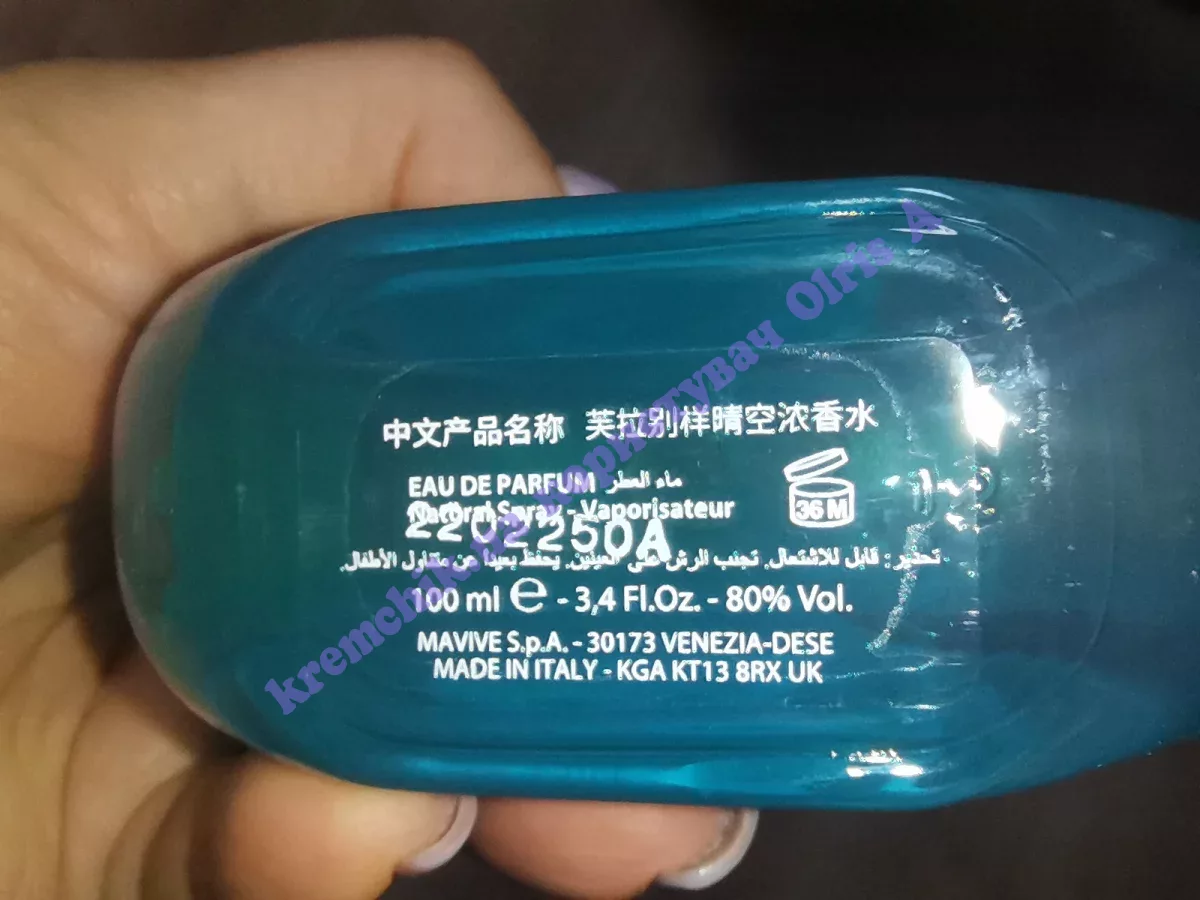 中文产品名称 芙拉别样晴空浓香水
EAU DE PARFUM ماء العطر
Natural Spray - Vaporisateur
36 M
2202250A
تحذير: قابل للاشتعال. تجنب الرش على العينين. يحفظ بعيدا عن متناول الأطفال.
100 ml e - 3,4 Fl.Oz. - 80% Vol.
MAVIVE S.p.A. - 30173 VENEZIA-DESE
MADE IN ITALY - KGA KT13 8RX UK
kremchik.ua користувач Olris A